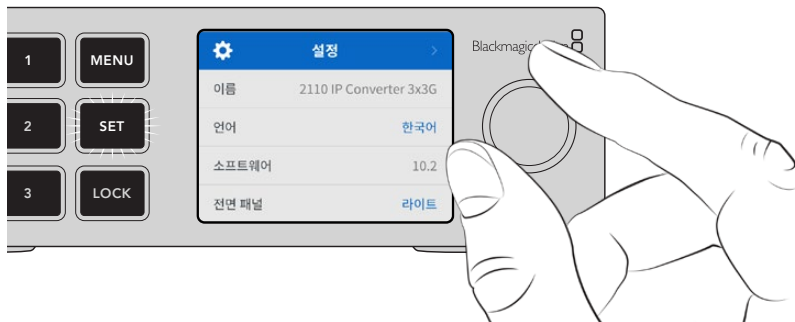 1
MENU
2
SET
3
LOCK
설정
이름 2110 IP Converter 3x3G
언어 한국어
소프트웨어 10.2
전면 패널 라이트